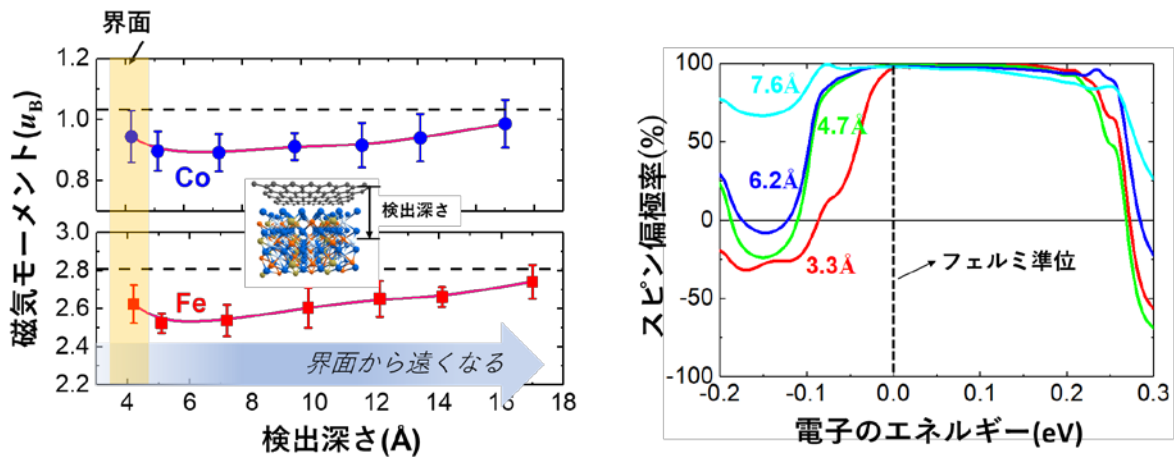 界面
1.2
1.0
0.8
Co
検出深さ
3.0
2.8
2.6
2.4
2.2
Fe
界面から遠くなる
4 6 8 10 12 14 16 18
検出深さ(Å)
磁気モーメント(uB)
100
50
0
-50
-100
7.6Å
4.7Å
6.2Å
3.3Å
フェルミ準位
-0.2 -0.1 0.0 0.1 0.2 0.3
電子のエネルギー(eV)
スピン偏極率(%)